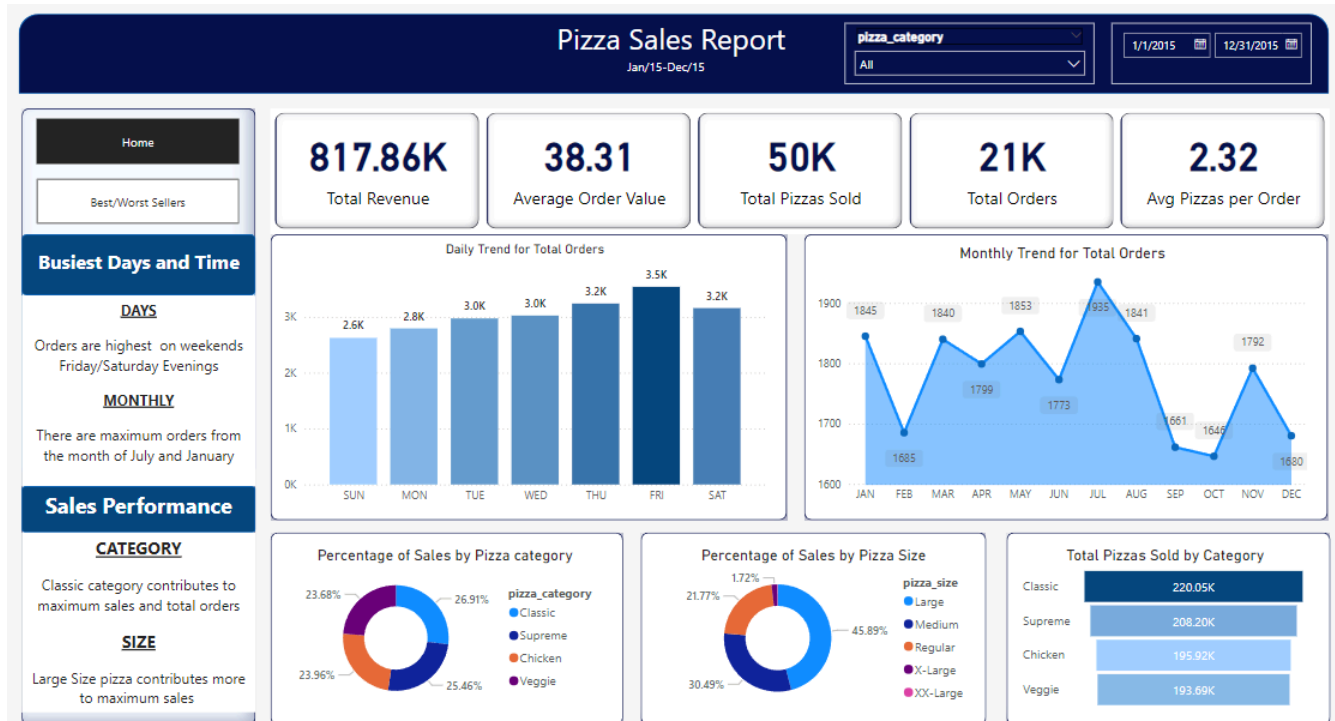 Pizza Sales Report
Jan/15-Dec/15
pizza_category
All
1/1/2015
12/31/2015
Home
Best/Worst Sellers
Busiest Days and Time
DAYS
Orders are highest on weekends
Friday/Saturday Evenings
MONTHLY
There are maximum orders from
the month of July and January
Sales Performance
CATEGORY
Classic category contributes to
maximum sales and total orders
SIZE
Large Size pizza contributes more
to maximum sales
817.86K
Total Revenue
38.31
Average Order Value
50K
Total Pizzas Sold
21K
Total Orders
2.32
Avg Pizzas per Order
Daily Trend for Total Orders
3K
2K
1K
0K
2.6K
2.8K
3.0K
3.0K
3.2K
3.5K
3.2K
SUN MON TUE WED THU FRI SAT
Monthly Trend for Total Orders
1900
1800
1700
1600
1845
1685
1840
1799
1853
1773
1935
1841
1661
1646
1792
1680
JAN FEB MAR APR MAY JUN JUL AUG SEP OCT NOV DEC
Percentage of Sales by Pizza category
23.68%
26.91%
23.96%
25.46%
pizza_category
Classic
Supreme
Chicken
Veggie
Percentage of Sales by Pizza Size
1.72%
21.77%
45.89%
30.49%
pizza_size
Large
Medium
Regular
X-Large
XX-Large
Total Pizzas Sold by Category
Classic 220.05K
Supreme 208.20K
Chicken 195.92K
Veggie 193.69K